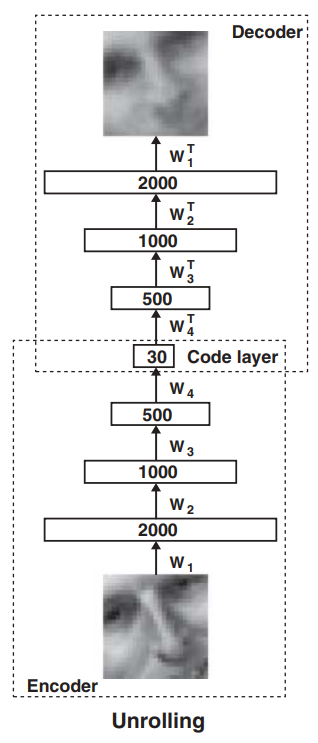 Decoder
W₁ᵀ
2000
W₂ᵀ
1000
W₃ᵀ
500
W₄ᵀ
30 Code layer
W₄
500
W₃
1000
W₂
2000
W₁
Encoder
Unrolling